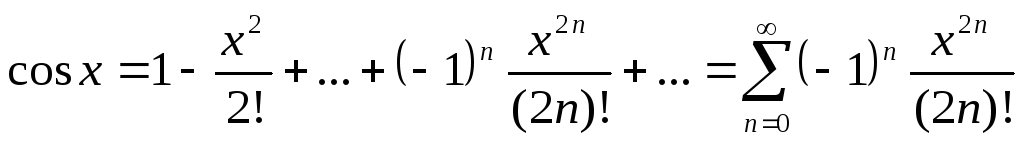 cos x = 1 - x^2/2! + ... + (-1)^n x^{2n}/(2n)! + ... = ∑_{n=0}^{∞} (-1)^n x^{2n}/(2n)!